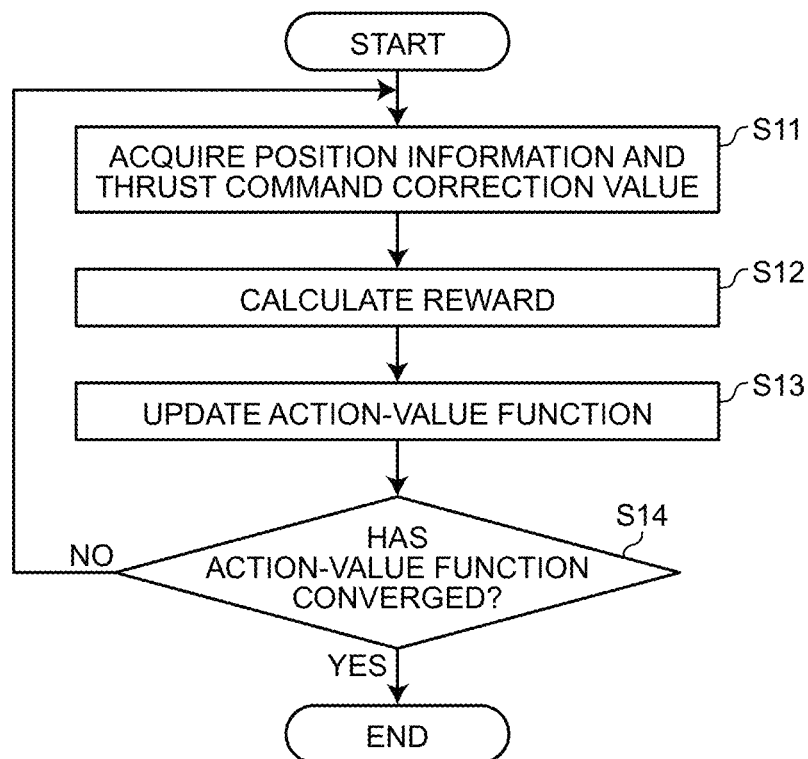 START
S11
ACQUIRE POSITION INFORMATION AND
THRUST COMMAND CORRECTION VALUE
S12
CALCULATE REWARD
S13
UPDATE ACTION-VALUE FUNCTION
S14
HAS
ACTION-VALUE FUNCTION
CONVERGED?
NO
YES
END